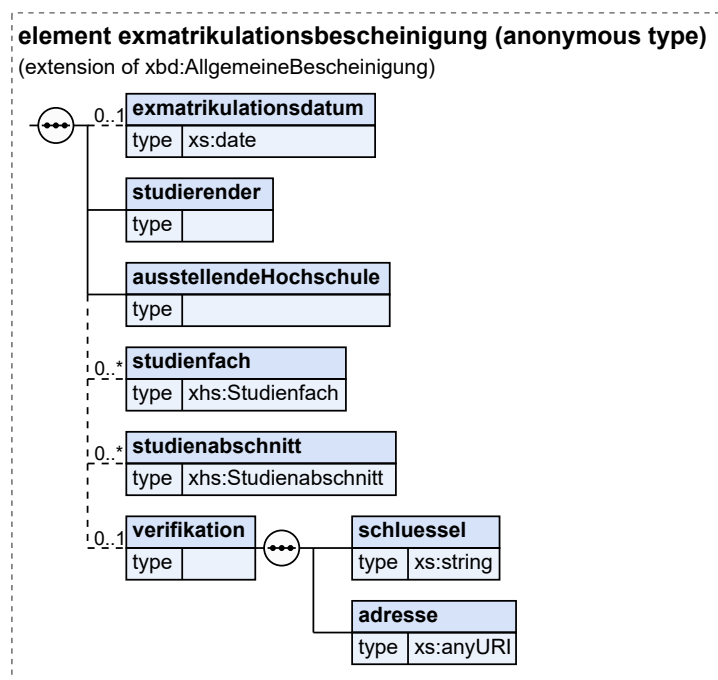 element exmatrikulationsbescheinigung (anonymous type)
(extension of xbd:AllgemeineBescheinigung)
0..1 exmatrikulationsdatum
type xs:date
studierender
type
ausstellendeHochschule
type
0..* studienfach
type xhs:Studienfach
0..* studienabschnitt
type xhs:Studienabschnitt
0..1 verifikation
type
schluessel
type xs:string
adresse
type xs:anyURI